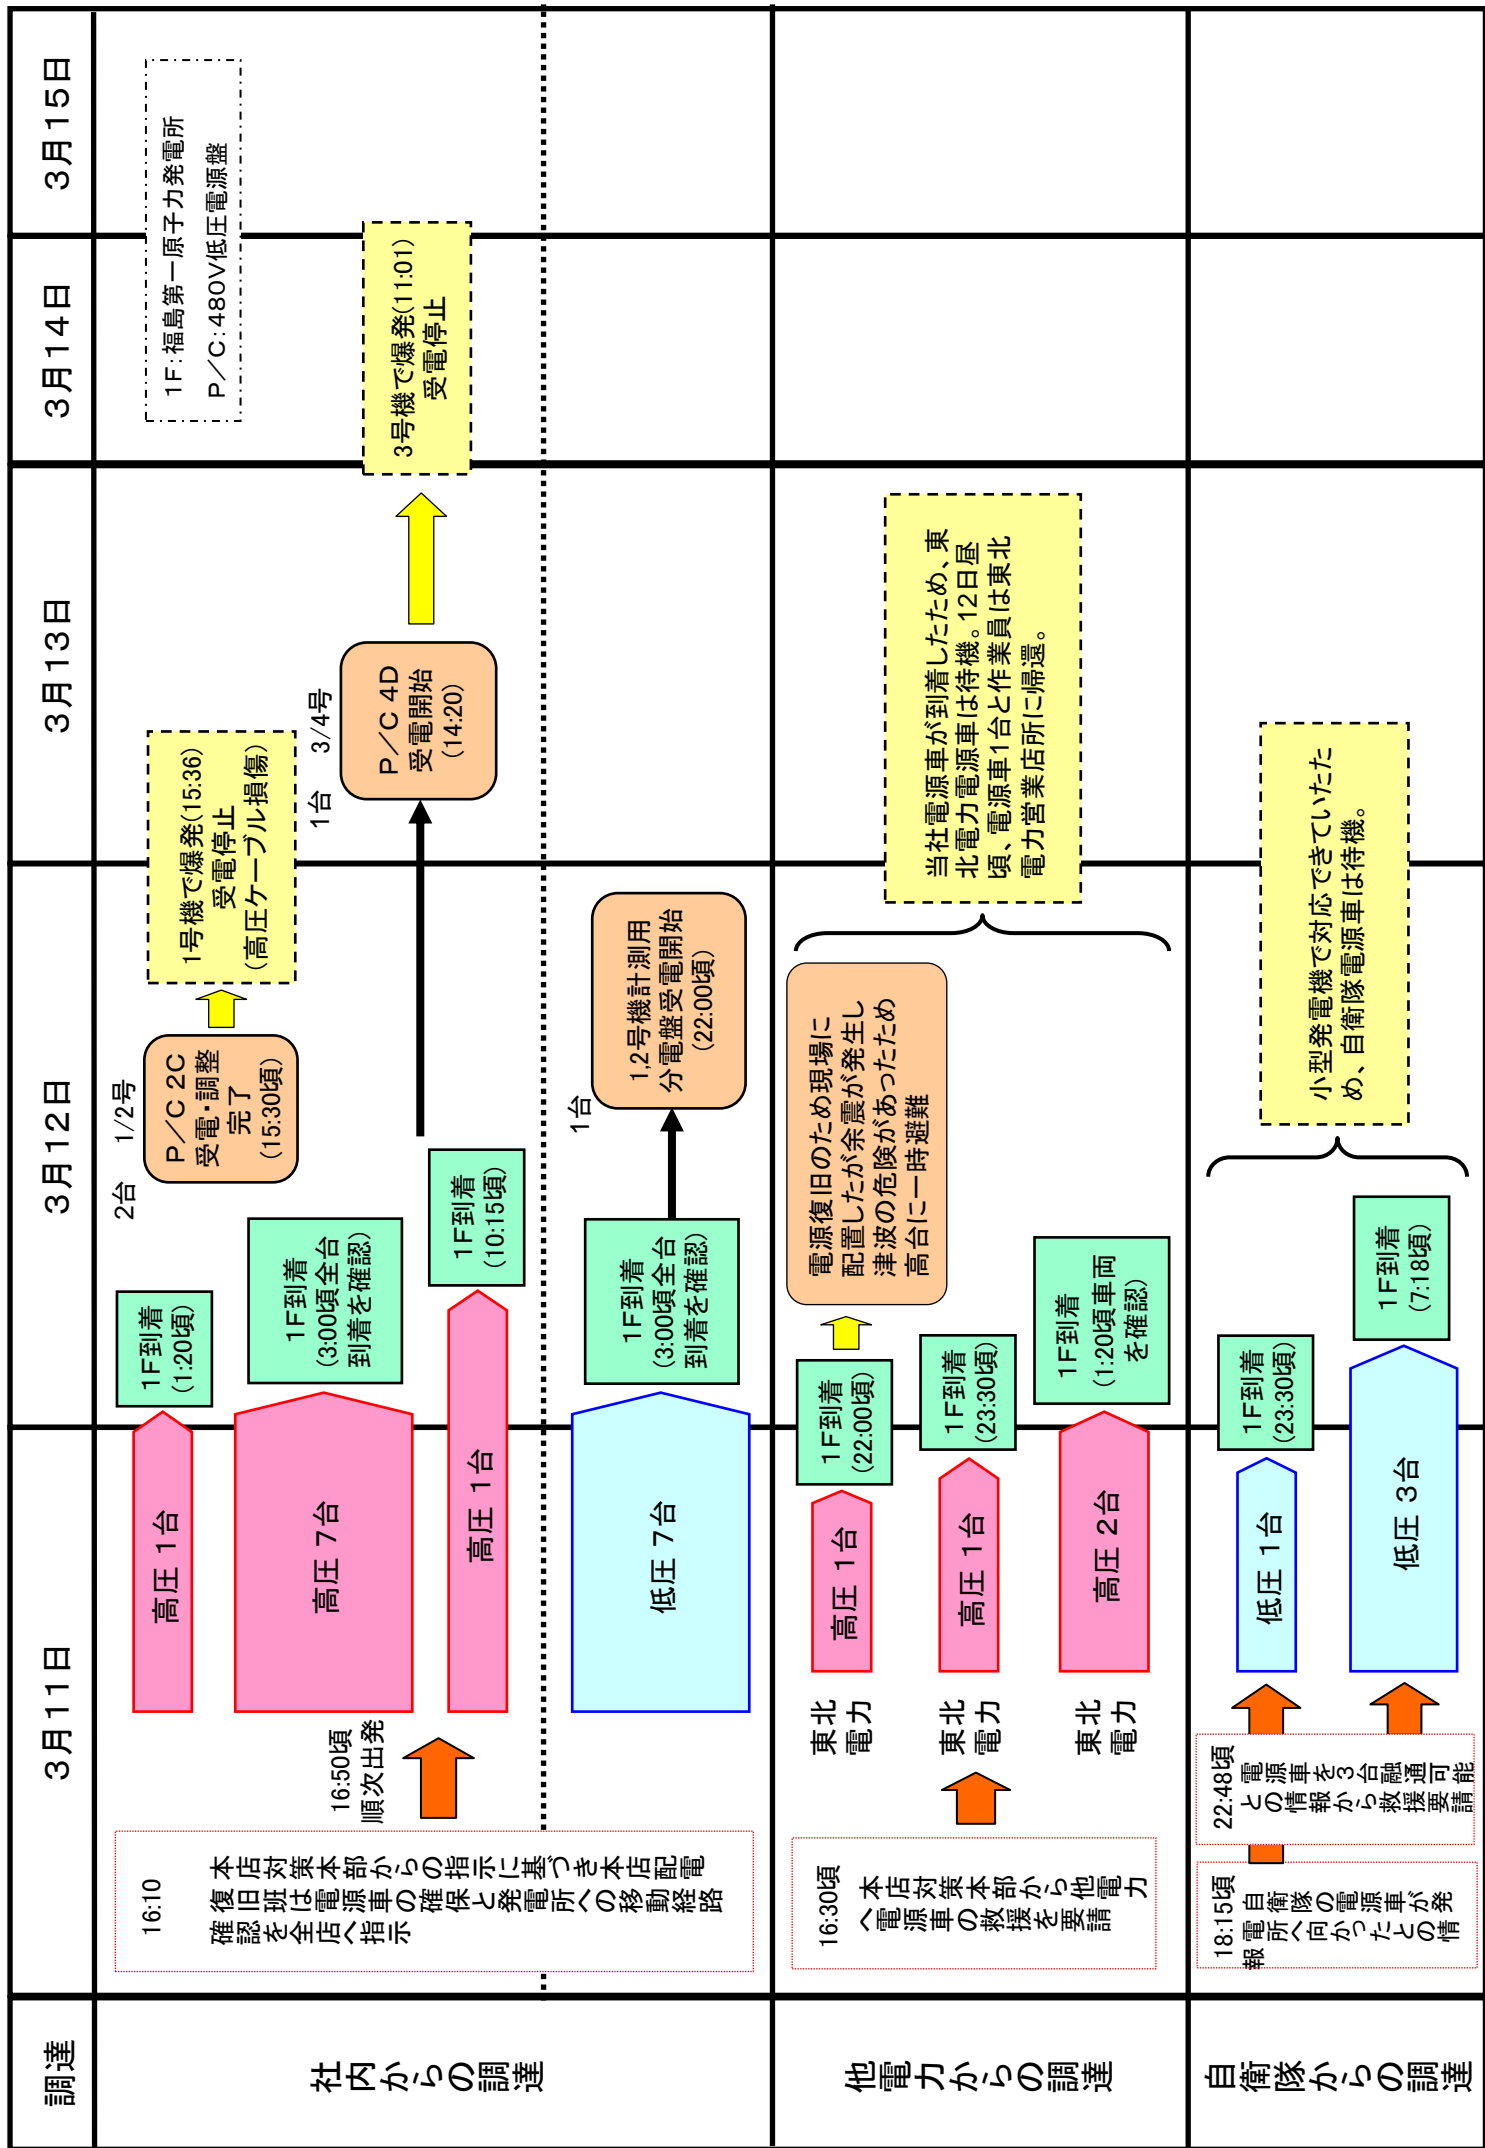 調達
3月11日
3月12日
3月13日
3月14日
3月15日
社内からの調達
16:10
本店対策本部からの指示に基づき本店配電
復旧班は電源車の確保と発電所への移動経路
確認を全店へ指示
16:50頃
順次出発
高圧 1台
1F到着
(1:20頃)
2台
1/2号
P/C 2C
受電・調整
完了
(15:30頃)
1号機で爆発(15:36)
受電停止
(高圧ケーブル損傷)
1F:福島第一原子力発電所
P/C:480V低圧電源盤
高圧 7台
1F到着
(3:00頃全台
到着を確認)
高圧 1台
1F到着
(10:15頃)
1台
3/4号
P/C 4D
受電開始
(14:20)
3号機で爆発(11:01)
受電停止
低圧 7台
1F到着
(3:00頃全台
到着を確認)
1台
1,2号機計測用
分電盤受電開始
(22:00頃)
他電力からの調達
16:30頃
本店対策本部から他電力
へ電源車の救援を要請
東北
電力
高圧 1台
1F到着
(22:00頃)
電源復旧のため現場に
配置したが余震が発生し
津波の危険があったため
高台に一時避難
東北
電力
高圧 1台
1F到着
(23:30頃)
東北
電力
高圧 2台
1F到着
(1:20頃車両
を確認)
当社電源車が到着したため、東
北電力電源車は待機。12日昼
頃、電源車1台と作業員は東北
電力営業店所に帰還。
自衛隊からの調達
18:15頃
自衛隊の電源車が発
電所へ向かったとの情
報
22:48頃
電源車を3台融通可能
との情報から救援要請
低圧 1台
1F到着
(23:30頃)
低圧 3台
1F到着
(7:18頃)
小型発電機で対応できていたた
め、自衛隊電源車は待機。